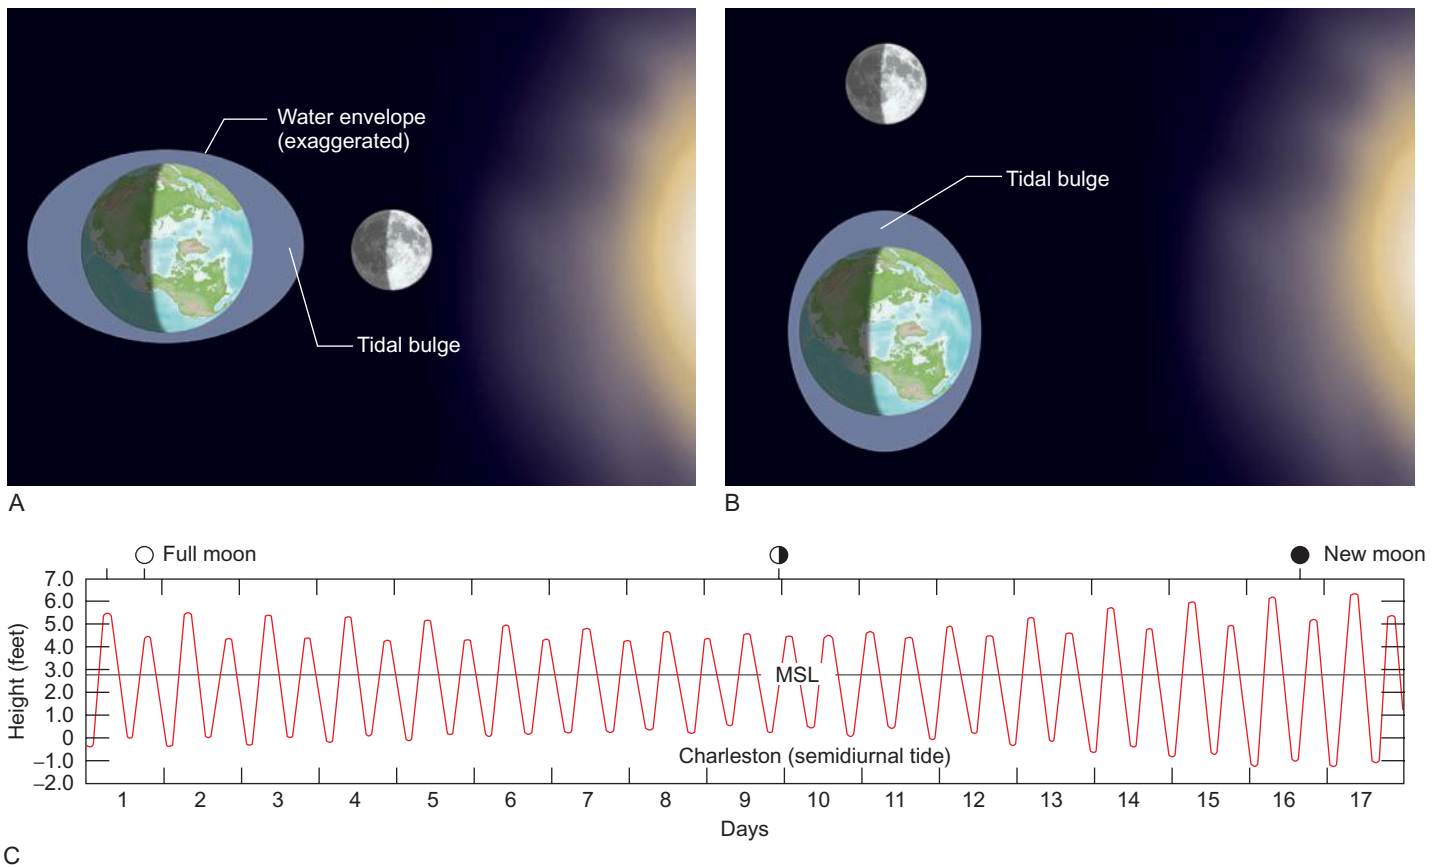 Water envelope
(exaggerated)
Tidal bulge
A
Tidal bulge
B
Full moon
New moon
7.0
6.0
5.0
4.0
3.0
2.0
1.0
0
–1.0
–2.0
Height (feet)
MSL
Charleston (semidiurnal tide)
1 2 3 4 5 6 7 8 9 10 11 12 13 14 15 16 17
Days
C